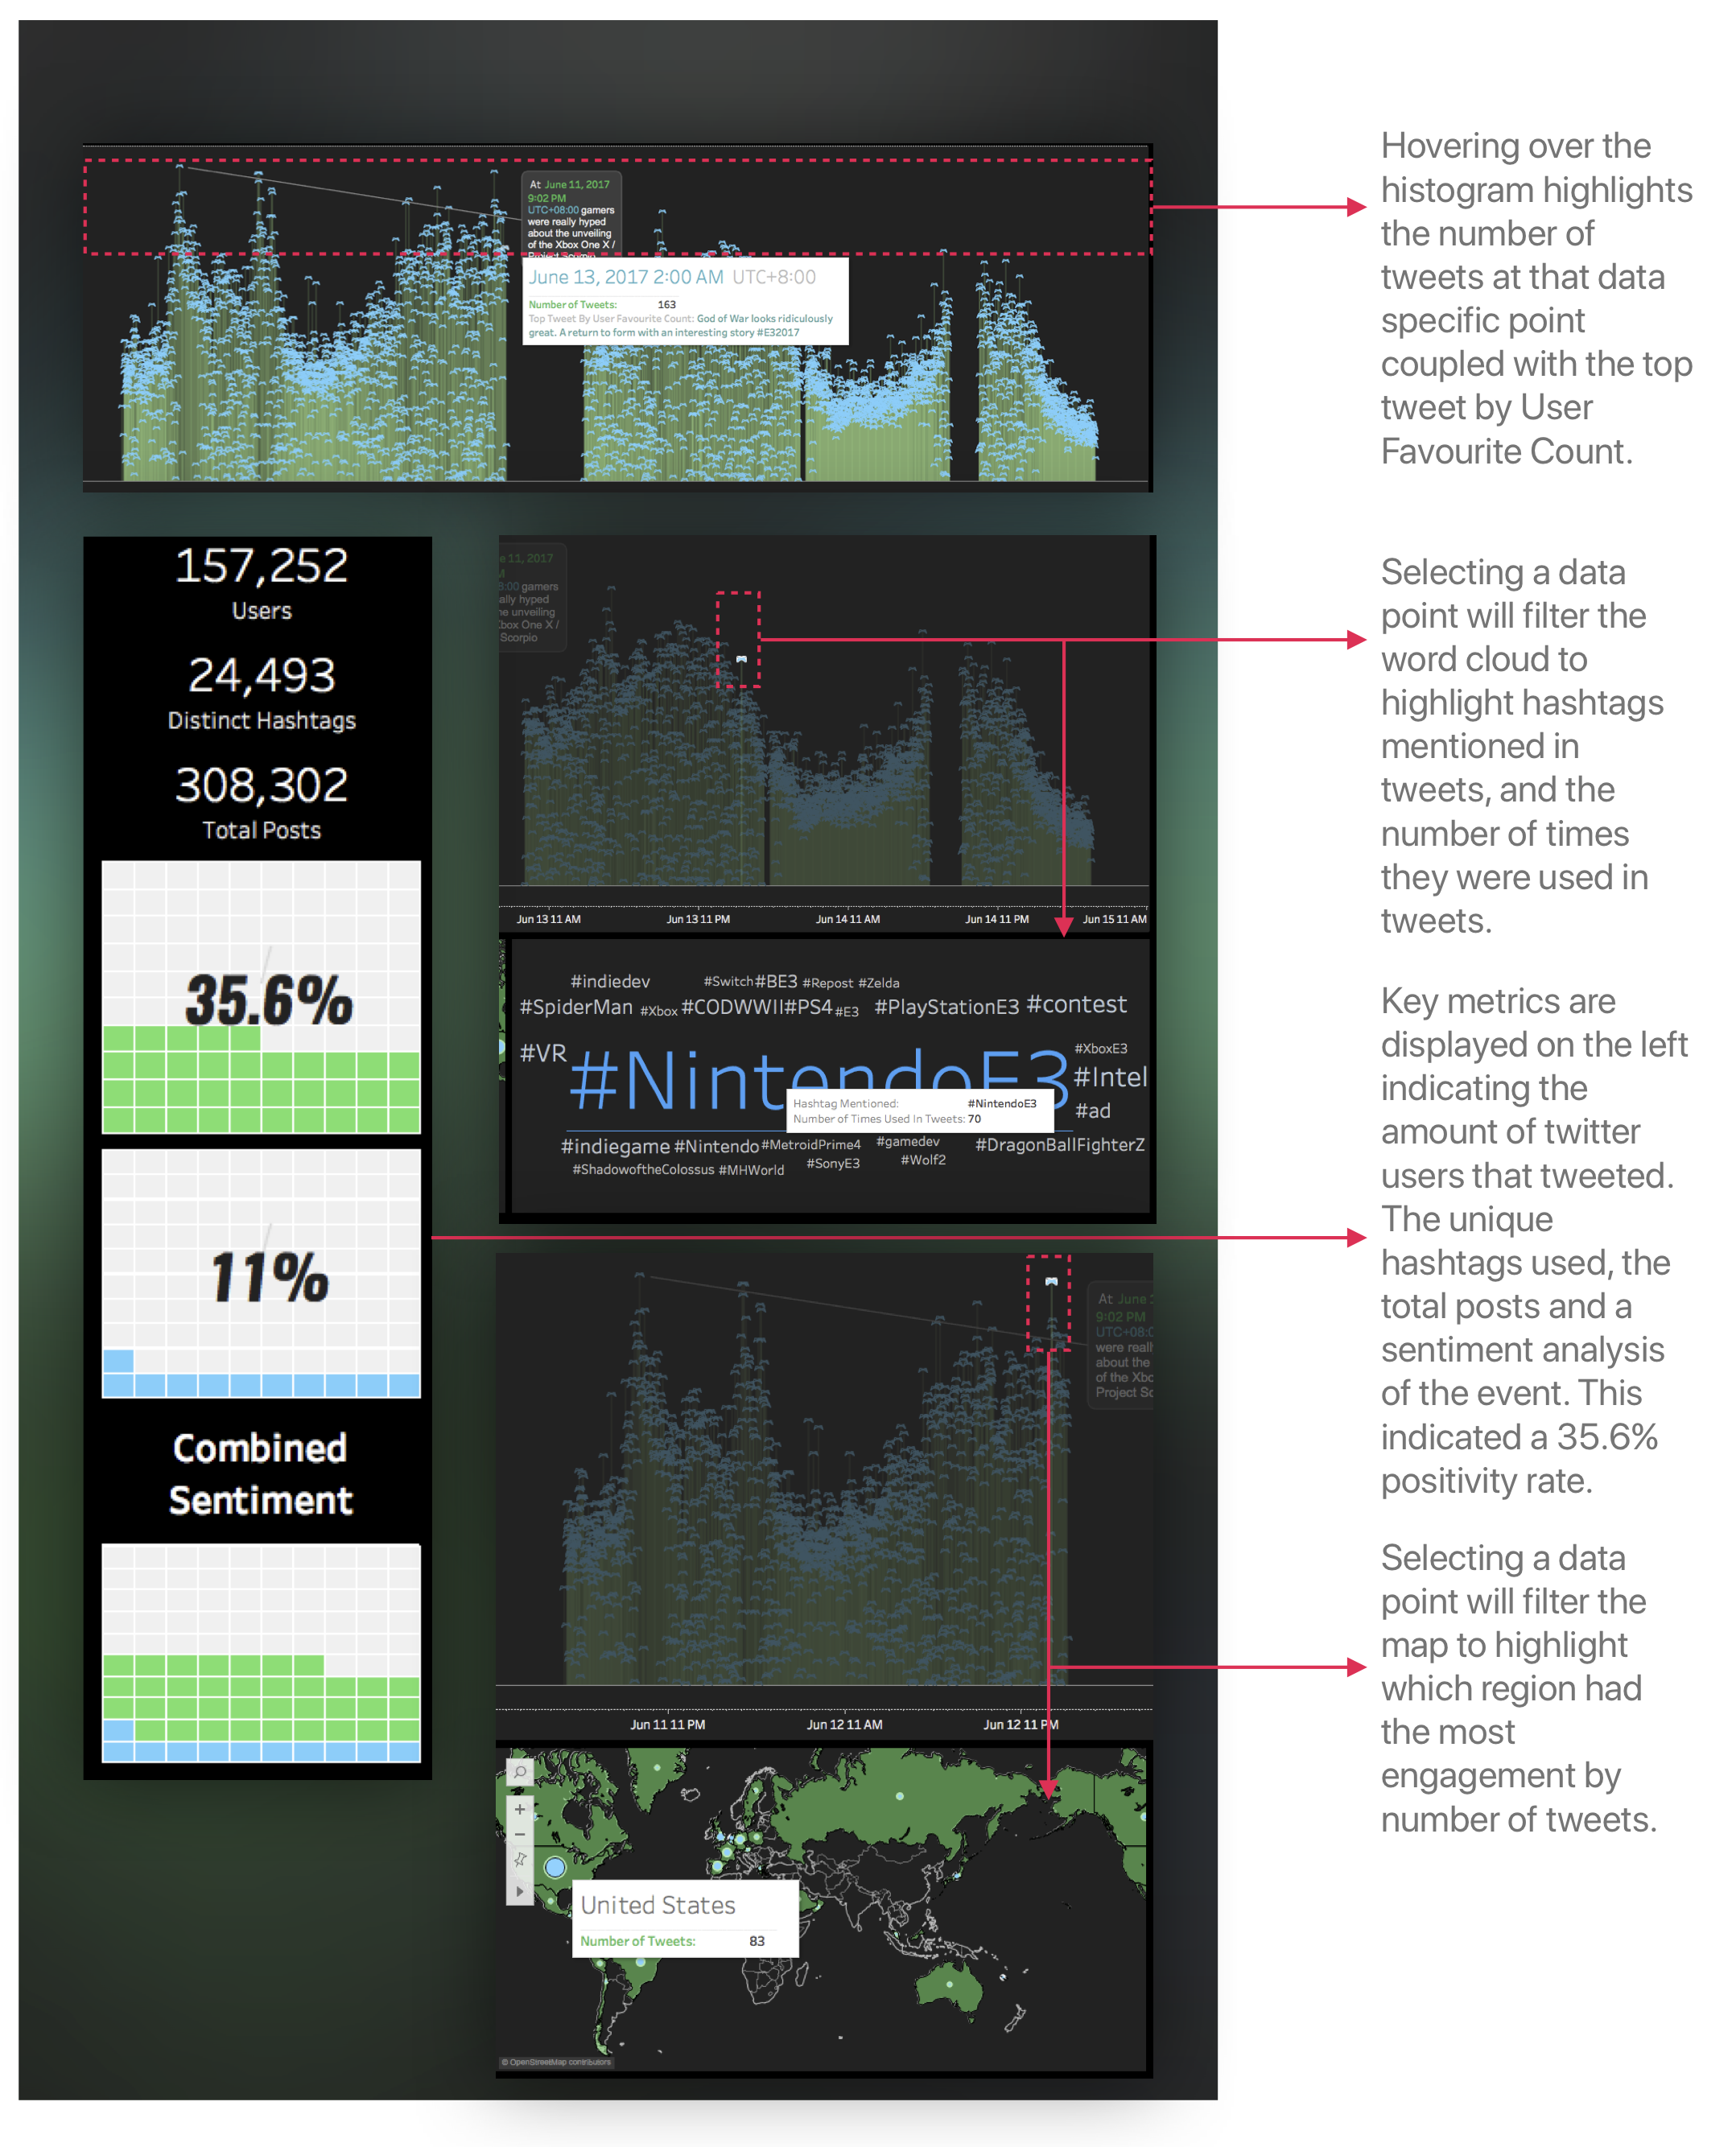 At June 11, 2017
9:02 PM
UTC+08:00 gamers
were really hyped
about the unveiling
of the Xbox One X /
Project Scorpio
June 13, 2017 2:00 AM UTC+8:00
Number of Tweets: 163
Top Tweet By User Favourite Count: God of War looks ridiculously
great. A return to form with an interesting story #E32017
Hovering over the
histogram highlights
the number of
tweets at that data
specific point
coupled with the top
tweet by User
Favourite Count.
157,252
Users
24,493
Distinct Hashtags
308,302
Total Posts
35.6%
11%
Combined
Sentiment
e 11, 2017
M
8:00 gamers
ally hyped
he unveiling
Xbox One X /
Scorpio
Jun 13 11 AM
Jun 13 11 PM
Jun 14 11 AM
Jun 14 11 PM
Jun 15 11 AM
Selecting a data
point will filter the
word cloud to
highlight hashtags
mentioned in
tweets, and the
number of times
they were used in
tweets.
#indiedev #Switch #BE3 #Repost #Zelda
#SpiderMan #Xbox #CODWWII #PS4 #E3 #PlayStationE3 #contest
#VR #NintendoE3 #XboxE3
#Intel
#ad
Hashtag Mentioned: #NintendoE3
Number of Times Used In Tweets: 70
#indiegame #Nintendo #MetroidPrime4 #gamedev #DragonBallFighterZ
#ShadowoftheColossus #MHWorld #SonyE3 #Wolf2
Key metrics are
displayed on the left
indicating the
amount of twitter
users that tweeted.
The unique
hashtags used, the
total posts and a
sentiment analysis
of the event. This
indicated a 35.6%
positivity rate.
At June
9:02 PM
UTC+08:0
were reall
about the
of the Xbo
Project Sc
Jun 11 11 PM
Jun 12 11 AM
Jun 12 11 PM
United States
Number of Tweets: 83
© OpenStreetMap contributors
Selecting a data
point will filter the
map to highlight
which region had
the most
engagement by
number of tweets.